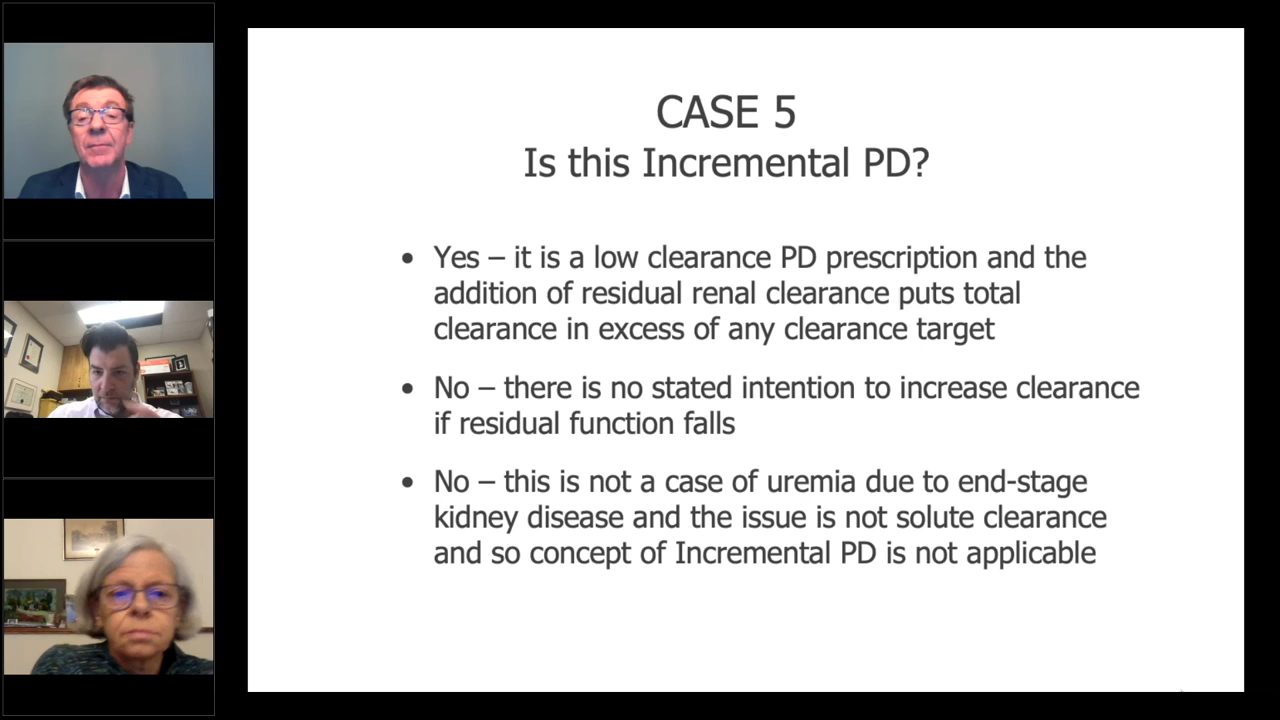 CASE 5
Is this Incremental PD?
• Yes – it is a low clearance PD prescription and the
addition of residual renal clearance puts total
clearance in excess of any clearance target
• No – there is no stated intention to increase clearance
if residual function falls
• No – this is not a case of uremia due to end-stage
kidney disease and the issue is not solute clearance
and so concept of Incremental PD is not applicable